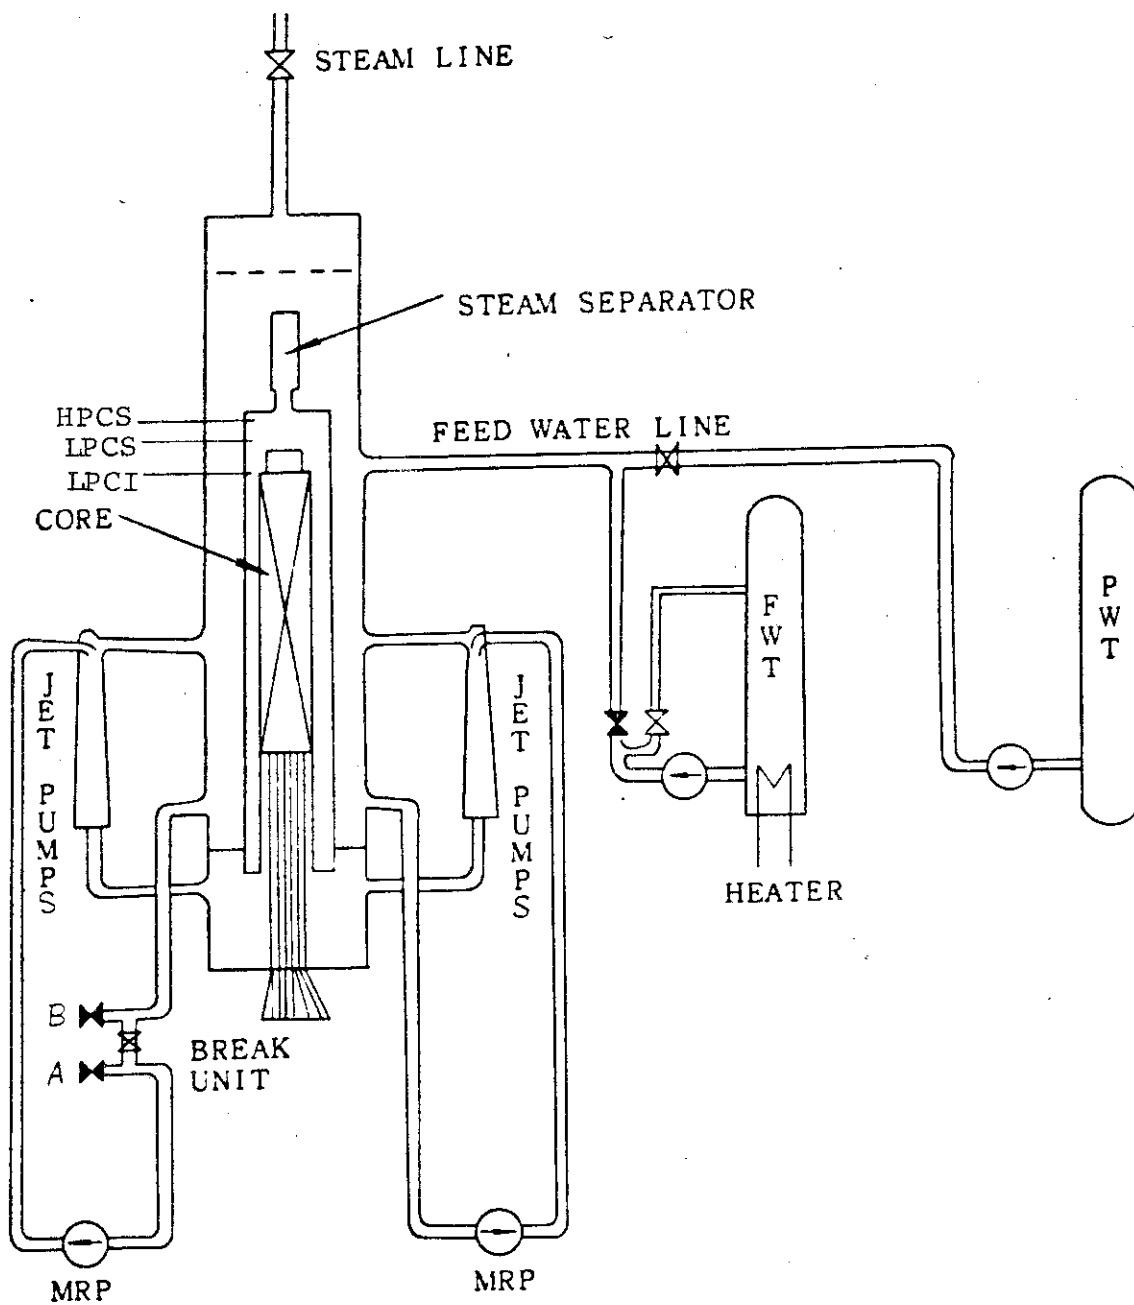 STEAM LINE
STEAM SEPARATOR
HPCS
LPCS
LPCI
CORE
FEED WATER LINE
JET PUMPS
JET PUMPS
FWT
PWT
HEATER
B
A
BREAK
UNIT
MRP
MRP